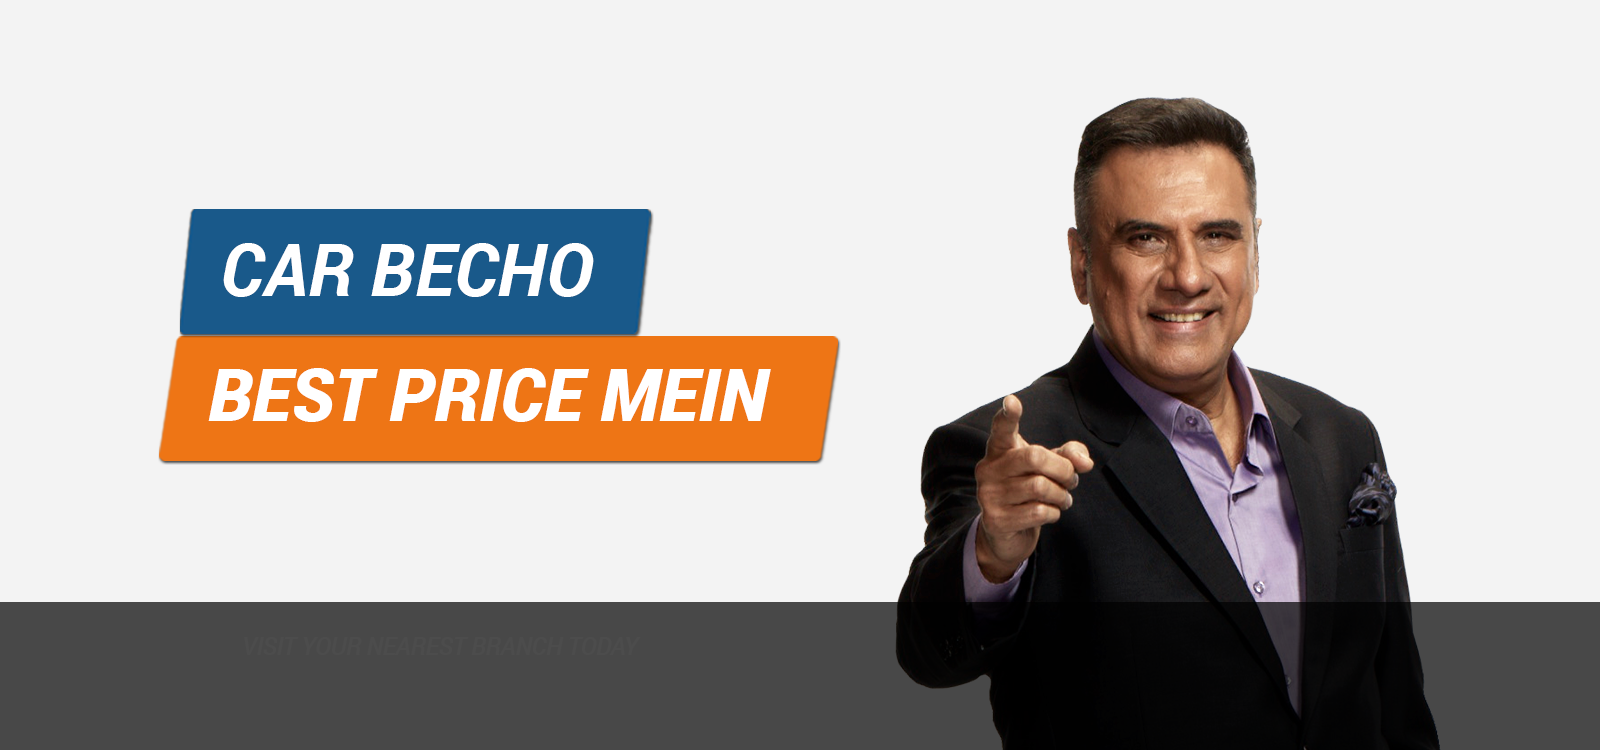 CAR BECHO
BEST PRICE MEIN
VISIT YOUR NEAREST BRANCH TODAY